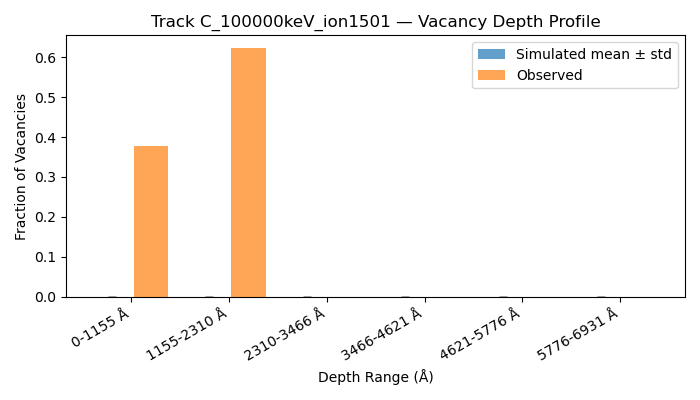 Track C_100000keV_ion1501 — Vacancy Depth Profile
Simulated mean ± std
Observed
Fraction of Vacancies
0.6
0.5
0.4
0.3
0.2
0.1
0.0
0-1155 Å
1155-2310 Å
2310-3466 Å
3466-4621 Å
4621-5776 Å
5776-6931 Å
Depth Range (Å)